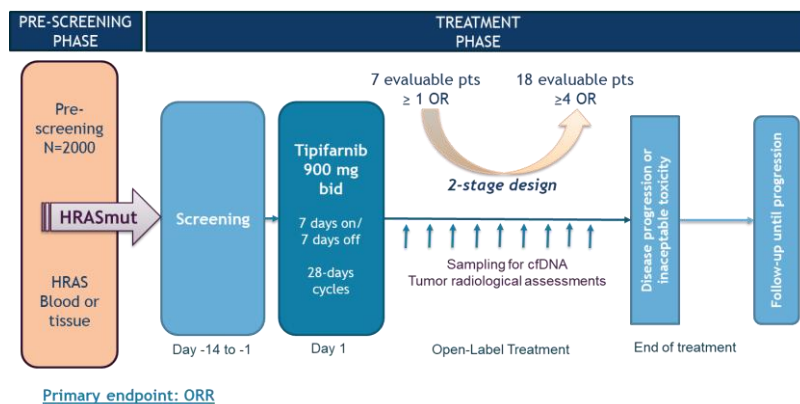 PRE-SCREENING
PHASE
TREATMENT
PHASE
Pre-
screening
N=2000
HRASmut
HRAS
Blood or
tissue
Screening
Day -14 to -1
Tipifarnib
900 mg
bid
7 days on/
7 days off
28-days
cycles
Day 1
7 evaluable pts
≥ 1 OR
18 evaluable pts
≥4 OR
2-stage design
Sampling for cfDNA
Tumor radiological assessments
Open-Label Treatment
Disease progression or
inaceptable toxicity
End of treatment
Follow-up until progression
Primary endpoint: ORR